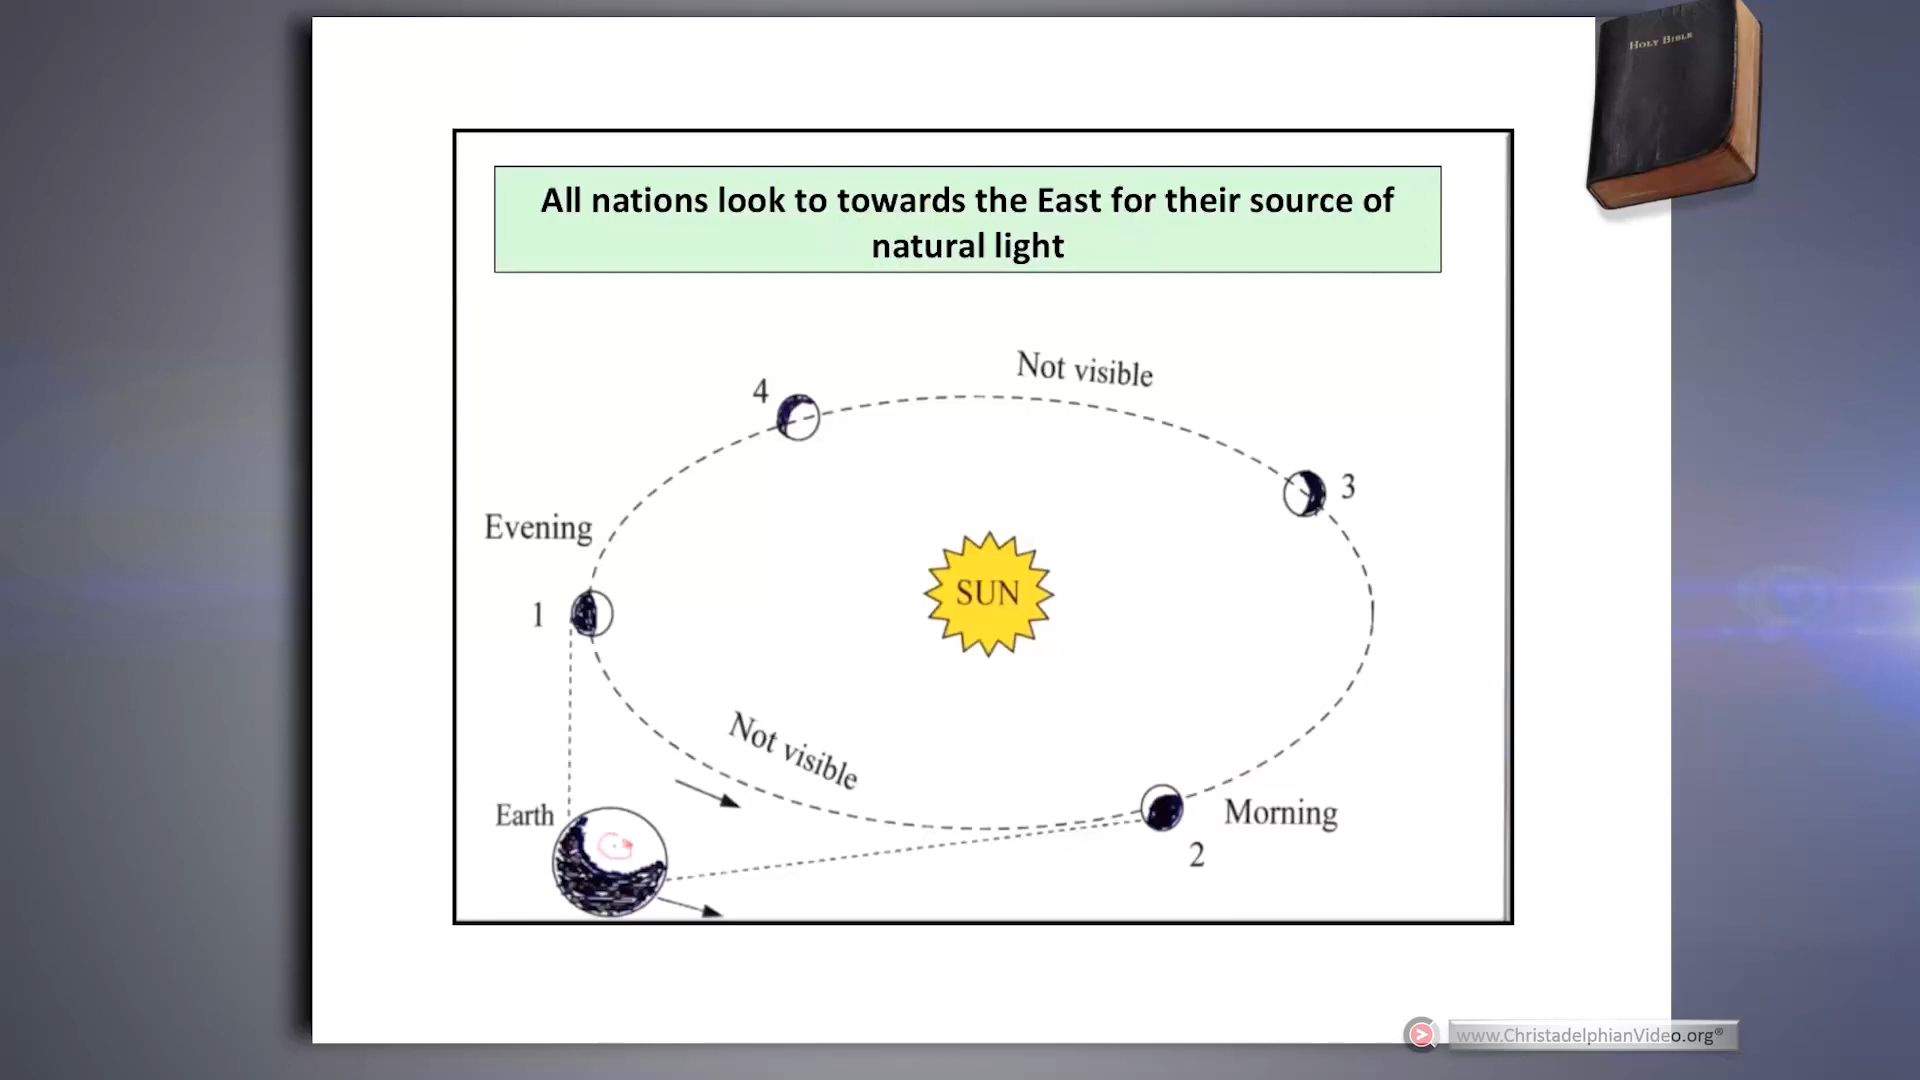 HOLY BIBLE
All nations look to towards the East for their source of
natural light
Not visible
4
3
Evening
SUN
1
Not visible
Earth
Morning
2
www.ChristadelphianVideo.org®